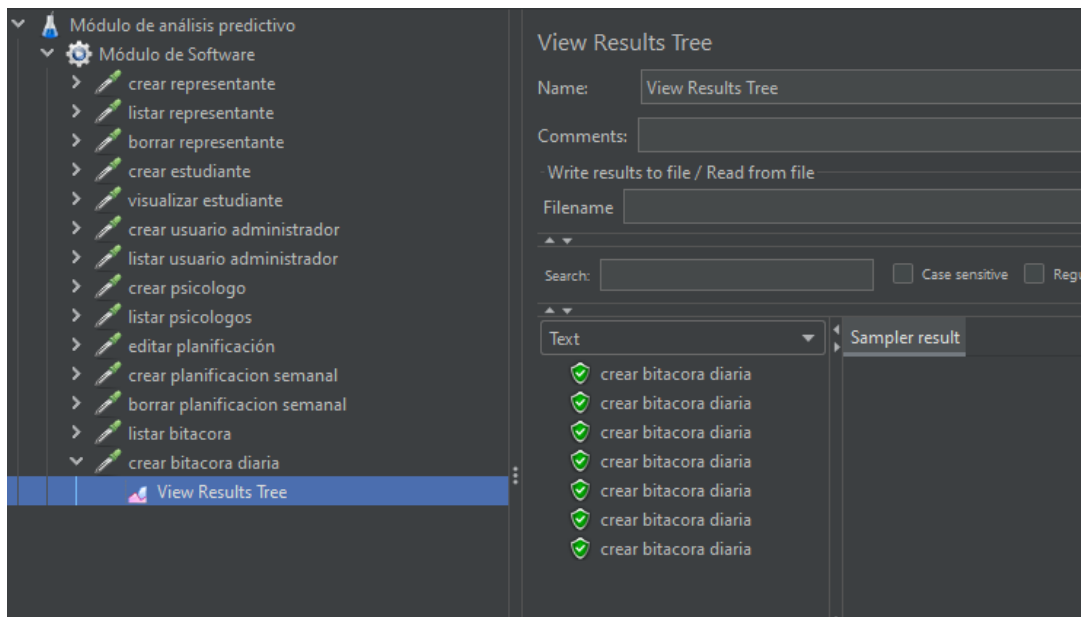 Módulo de análisis predictivo
Módulo de Software
crear representante
listar representante
borrar representante
crear estudiante
visualizar estudiante
crear usuario administrador
listar usuario administrador
crear psicologo
listar psicologos
editar planificación
crear planificacion semanal
borrar planificacion semanal
listar bitacora
crear bitacora diaria
View Results Tree
View Results Tree
Name: View Results Tree
Comments:
Write results to file / Read from file
Filename
Search: Case sensitive Regu
Text Sampler result
crear bitacora diaria
crear bitacora diaria
crear bitacora diaria
crear bitacora diaria
crear bitacora diaria
crear bitacora diaria
crear bitacora diaria